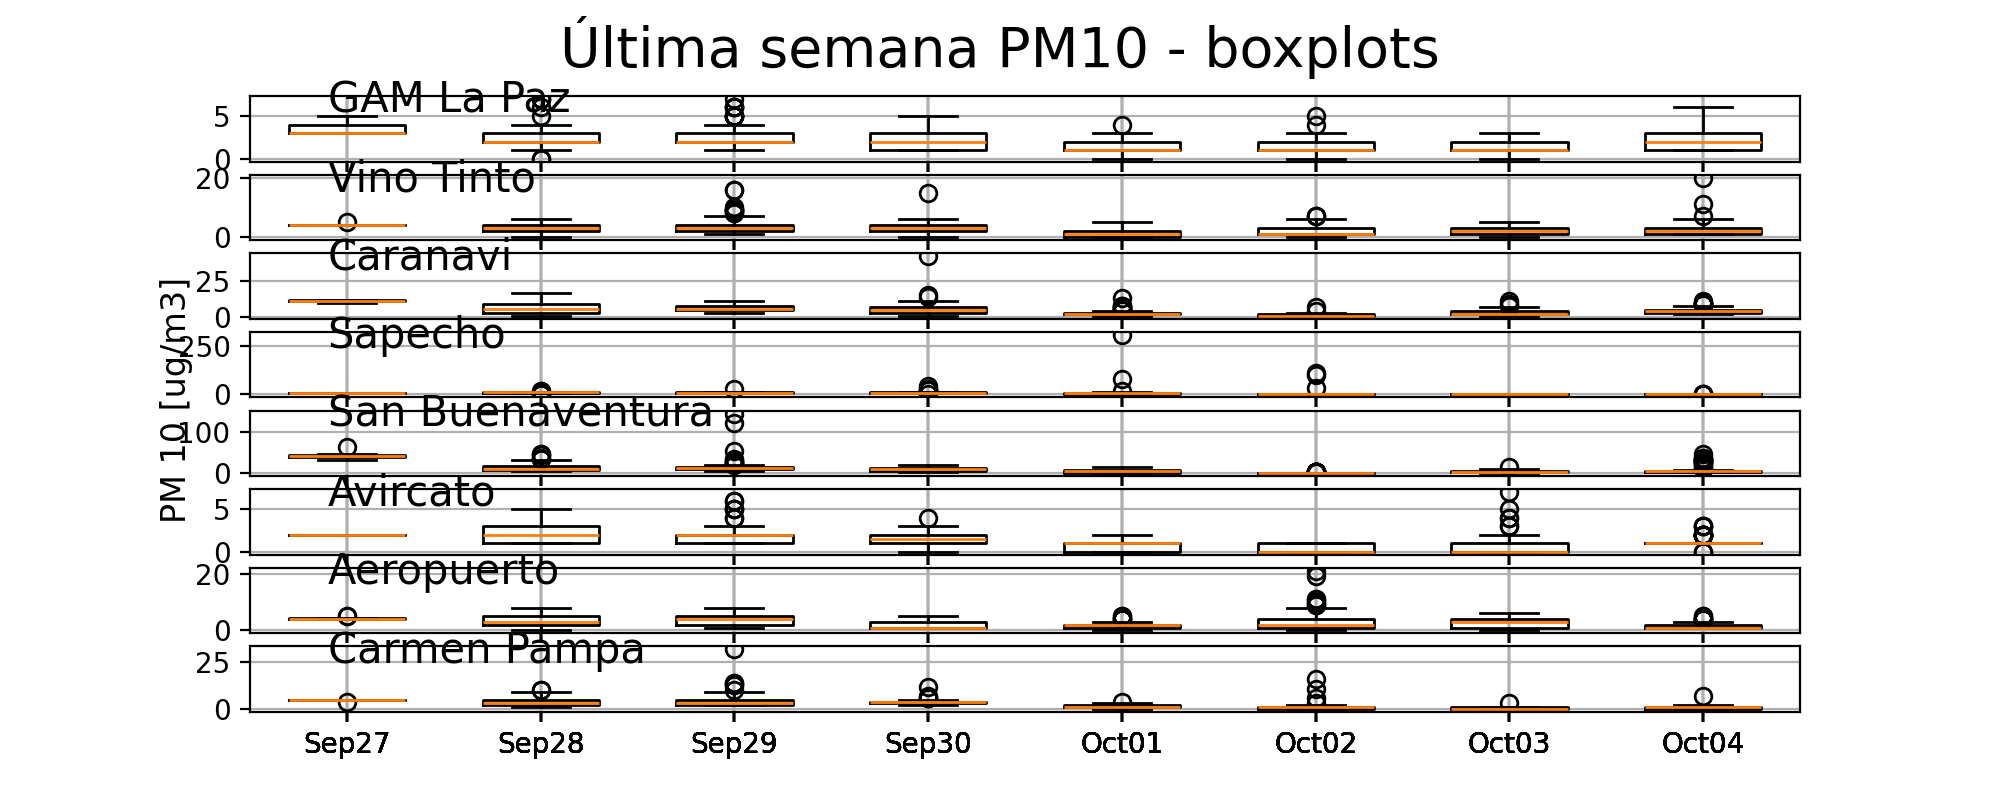 Última semana PM10 - boxplots
GAM La Paz
5
0
Vino Tinto
20
0
Caranavi
25
0
PM 10 [ug/m3]
Sapecho
250
0
San Buenaventura
100
0
Avircato
5
0
Aeropuerto
20
0
Carmen Pampa
25
0
Sep27 Sep28 Sep29 Sep30 Oct01 Oct02 Oct03 Oct04